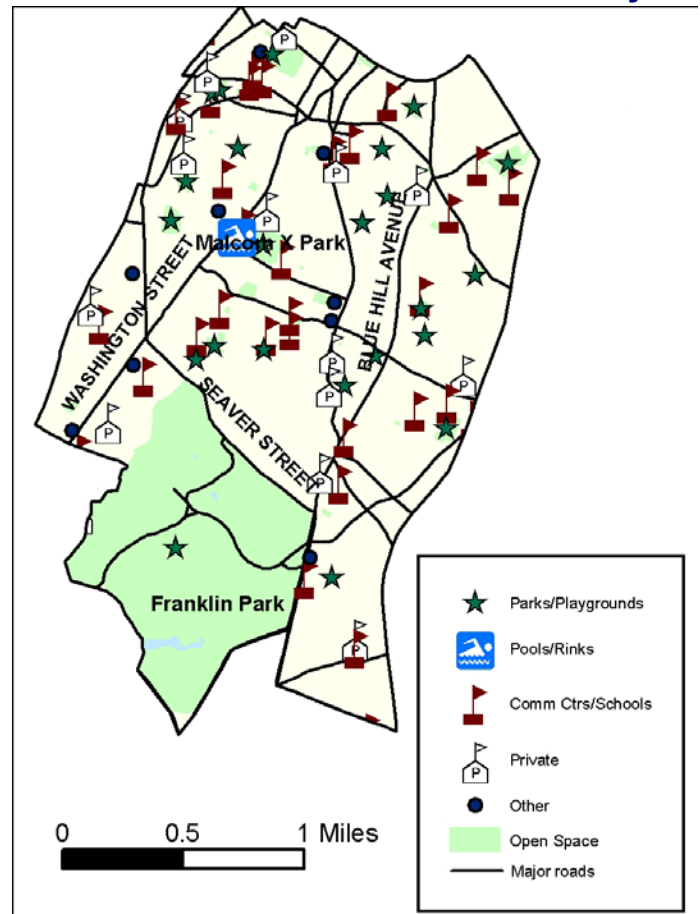 Malcom X Park
WASHINGTON STREET
BLUE HILL AVENUE
SEAVER STREET
Franklin Park
P
P
P
P
P
P
P
P
P
P
P
P
P
P
Parks/Playgrounds
Pools/Rinks
Comm Ctrs/Schools
P
Private
Other
Open Space
Major roads
0 0.5 1 Miles